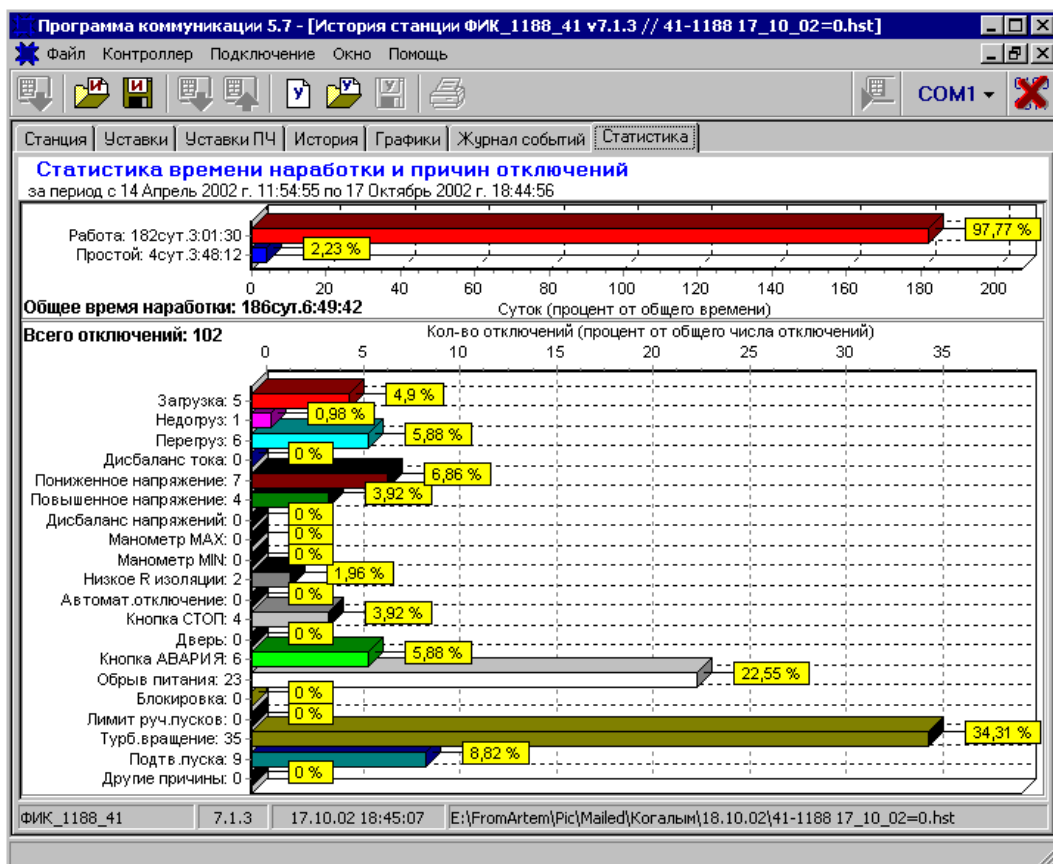 Программа коммуникации 5.7 - [История станции ФИК_1188_41 v7.1.3 // 41-1188 17_10_02=0.hst]
Файл Контроллер Подключение Окно Помощь
И И У У У COM1
Станция Уставки Уставки ПЧ История Графики Журнал событий Статистика
Статистика времени наработки и причин отключений
за период с 14 Апрель 2002 г. 11:54:55 по 17 Октябрь 2002 г. 18:44:56
Работа: 182сут.3:01:30 97,77 %
Простой: 4сут.3:48:12 2,23 %
0 20 40 60 80 100 120 140 160 180 200
Общее время наработки: 186сут.6:49:42 Суток (процент от общего времени)
Всего отключений: 102 Кол-во отключений (процент от общего числа отключений)
0 5 10 15 20 25 30 35
Загрузка: 5 4,9 %
Недогруз: 1 0,98 %
Перегруз: 6 5,88 %
Дисбаланс тока: 0 0 %
Пониженное напряжение: 7 6,86 %
Повышенное напряжение: 4 3,92 %
Дисбаланс напряжений: 0 0 %
Манометр MAX: 0 0 %
Манометр MIN: 0 0 %
Низкое R изоляции: 2 1,96 %
Автомат.отключение: 0 0 %
Кнопка СТОП: 4 3,92 %
Дверь: 0 0 %
Кнопка АВАРИЯ: 6 5,88 %
Обрыв питания: 23 22,55 %
Блокировка: 0 0 %
Лимит руч.пусков: 0 0 %
Турб.вращение: 35 34,31 %
Подтв.пуска: 9 8,82 %
Другие причины: 0 0 %
ФИК_1188_41 7.1.3 17.10.02 18:45:07 E:\FromArtem\Pic\Mailed\Когалым\18.10.02\41-1188 17_10_02=0.hst